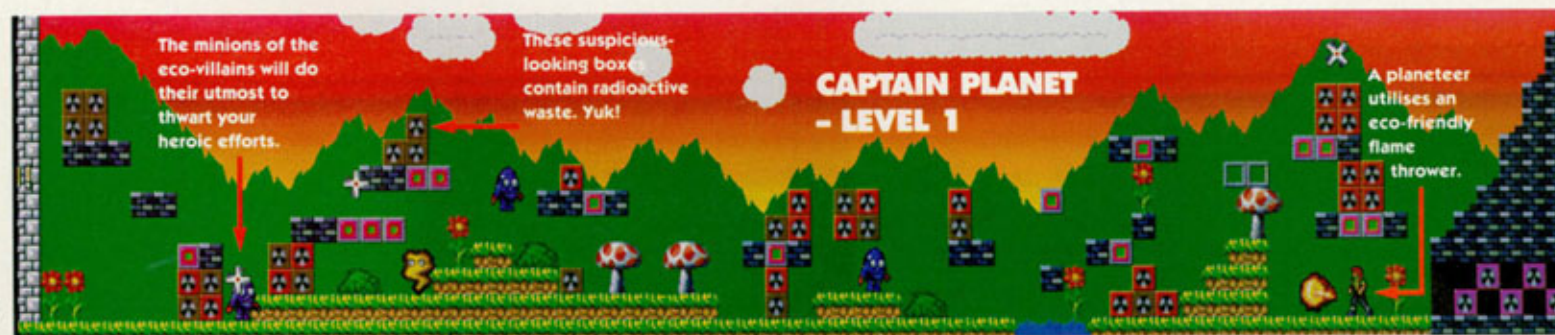 The minions of the
eco-villains will do
their utmost to
thwart your
heroic efforts.
These suspicious-
looking boxes
contain radioactive
waste. Yuk!
CAPTAIN PLANET
– LEVEL 1
A planeteer
utilises an
eco-friendly
flame
thrower.